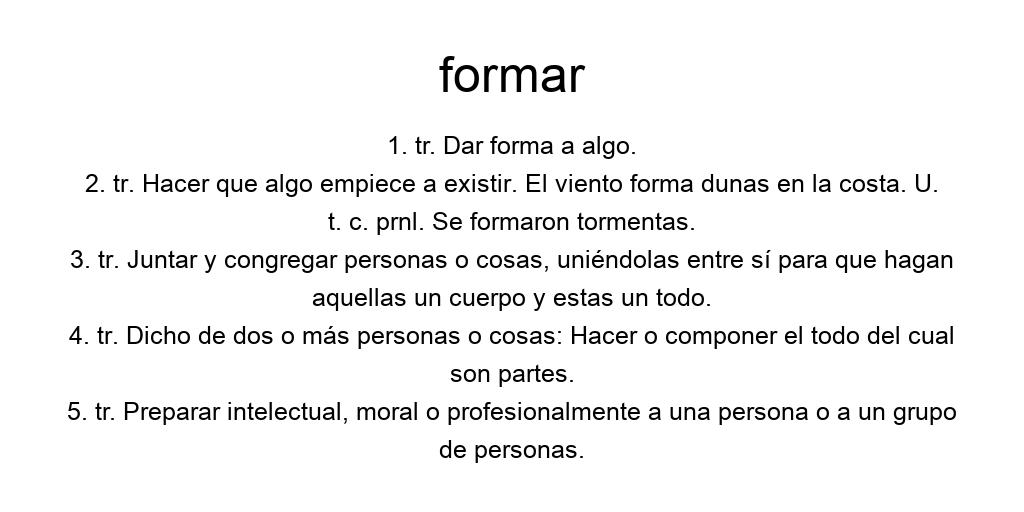 formar
1. tr. Dar forma a algo.
2. tr. Hacer que algo empiece a existir. El viento forma dunas en la costa. U.
t. c. prnl. Se formaron tormentas.
3. tr. Juntar y congregar personas o cosas, uniéndolas entre sí para que hagan
aquellas un cuerpo y estas un todo.
4. tr. Dicho de dos o más personas o cosas: Hacer o componer el todo del cual
son partes.
5. tr. Preparar intelectual, moral o profesionalmente a una persona o a un grupo
de personas.